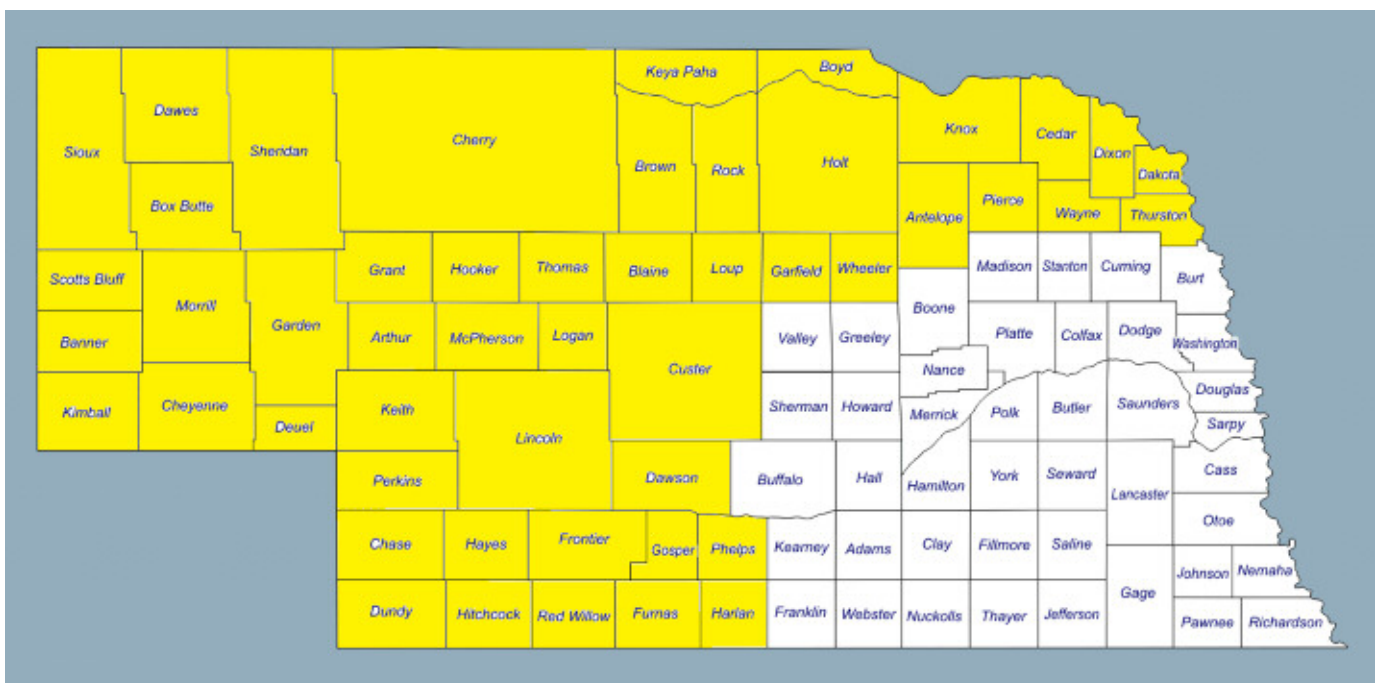 Keya Paha
Boyd
Sioux
Dawes
Sheridan
Cherry
Brown
Rock
Holt
Knox
Cedar
Dixon
Dakota
Box Butte
Antelope
Pierce
Wayne
Thurston
Scotts Bluff
Morrill
Garden
Grant
Hooker
Thomas
Blaine
Loup
Garfield
Wheeler
Madison
Stanton
Cuming
Burt
Boone
Banner
Arthur
McPherson
Logan
Custer
Valley
Greeley
Platte
Colfax
Dodge
Washington
Nance
Kimball
Cheyenne
Deuel
Keith
Lincoln
Sherman
Howard
Merrick
Polk
Butler
Saunders
Douglas
Sarpy
Perkins
Dawson
Buffalo
Hall
Hamilton
York
Seward
Lancaster
Cass
Otoe
Chase
Hayes
Frontier
Gosper
Phelps
Kearney
Adams
Clay
Fillmore
Saline
Gage
Johnson
Nemaha
Dundy
Hitchcock
Red Willow
Furnas
Harlan
Franklin
Webster
Nuckolls
Thayer
Jefferson
Pawnee
Richardson